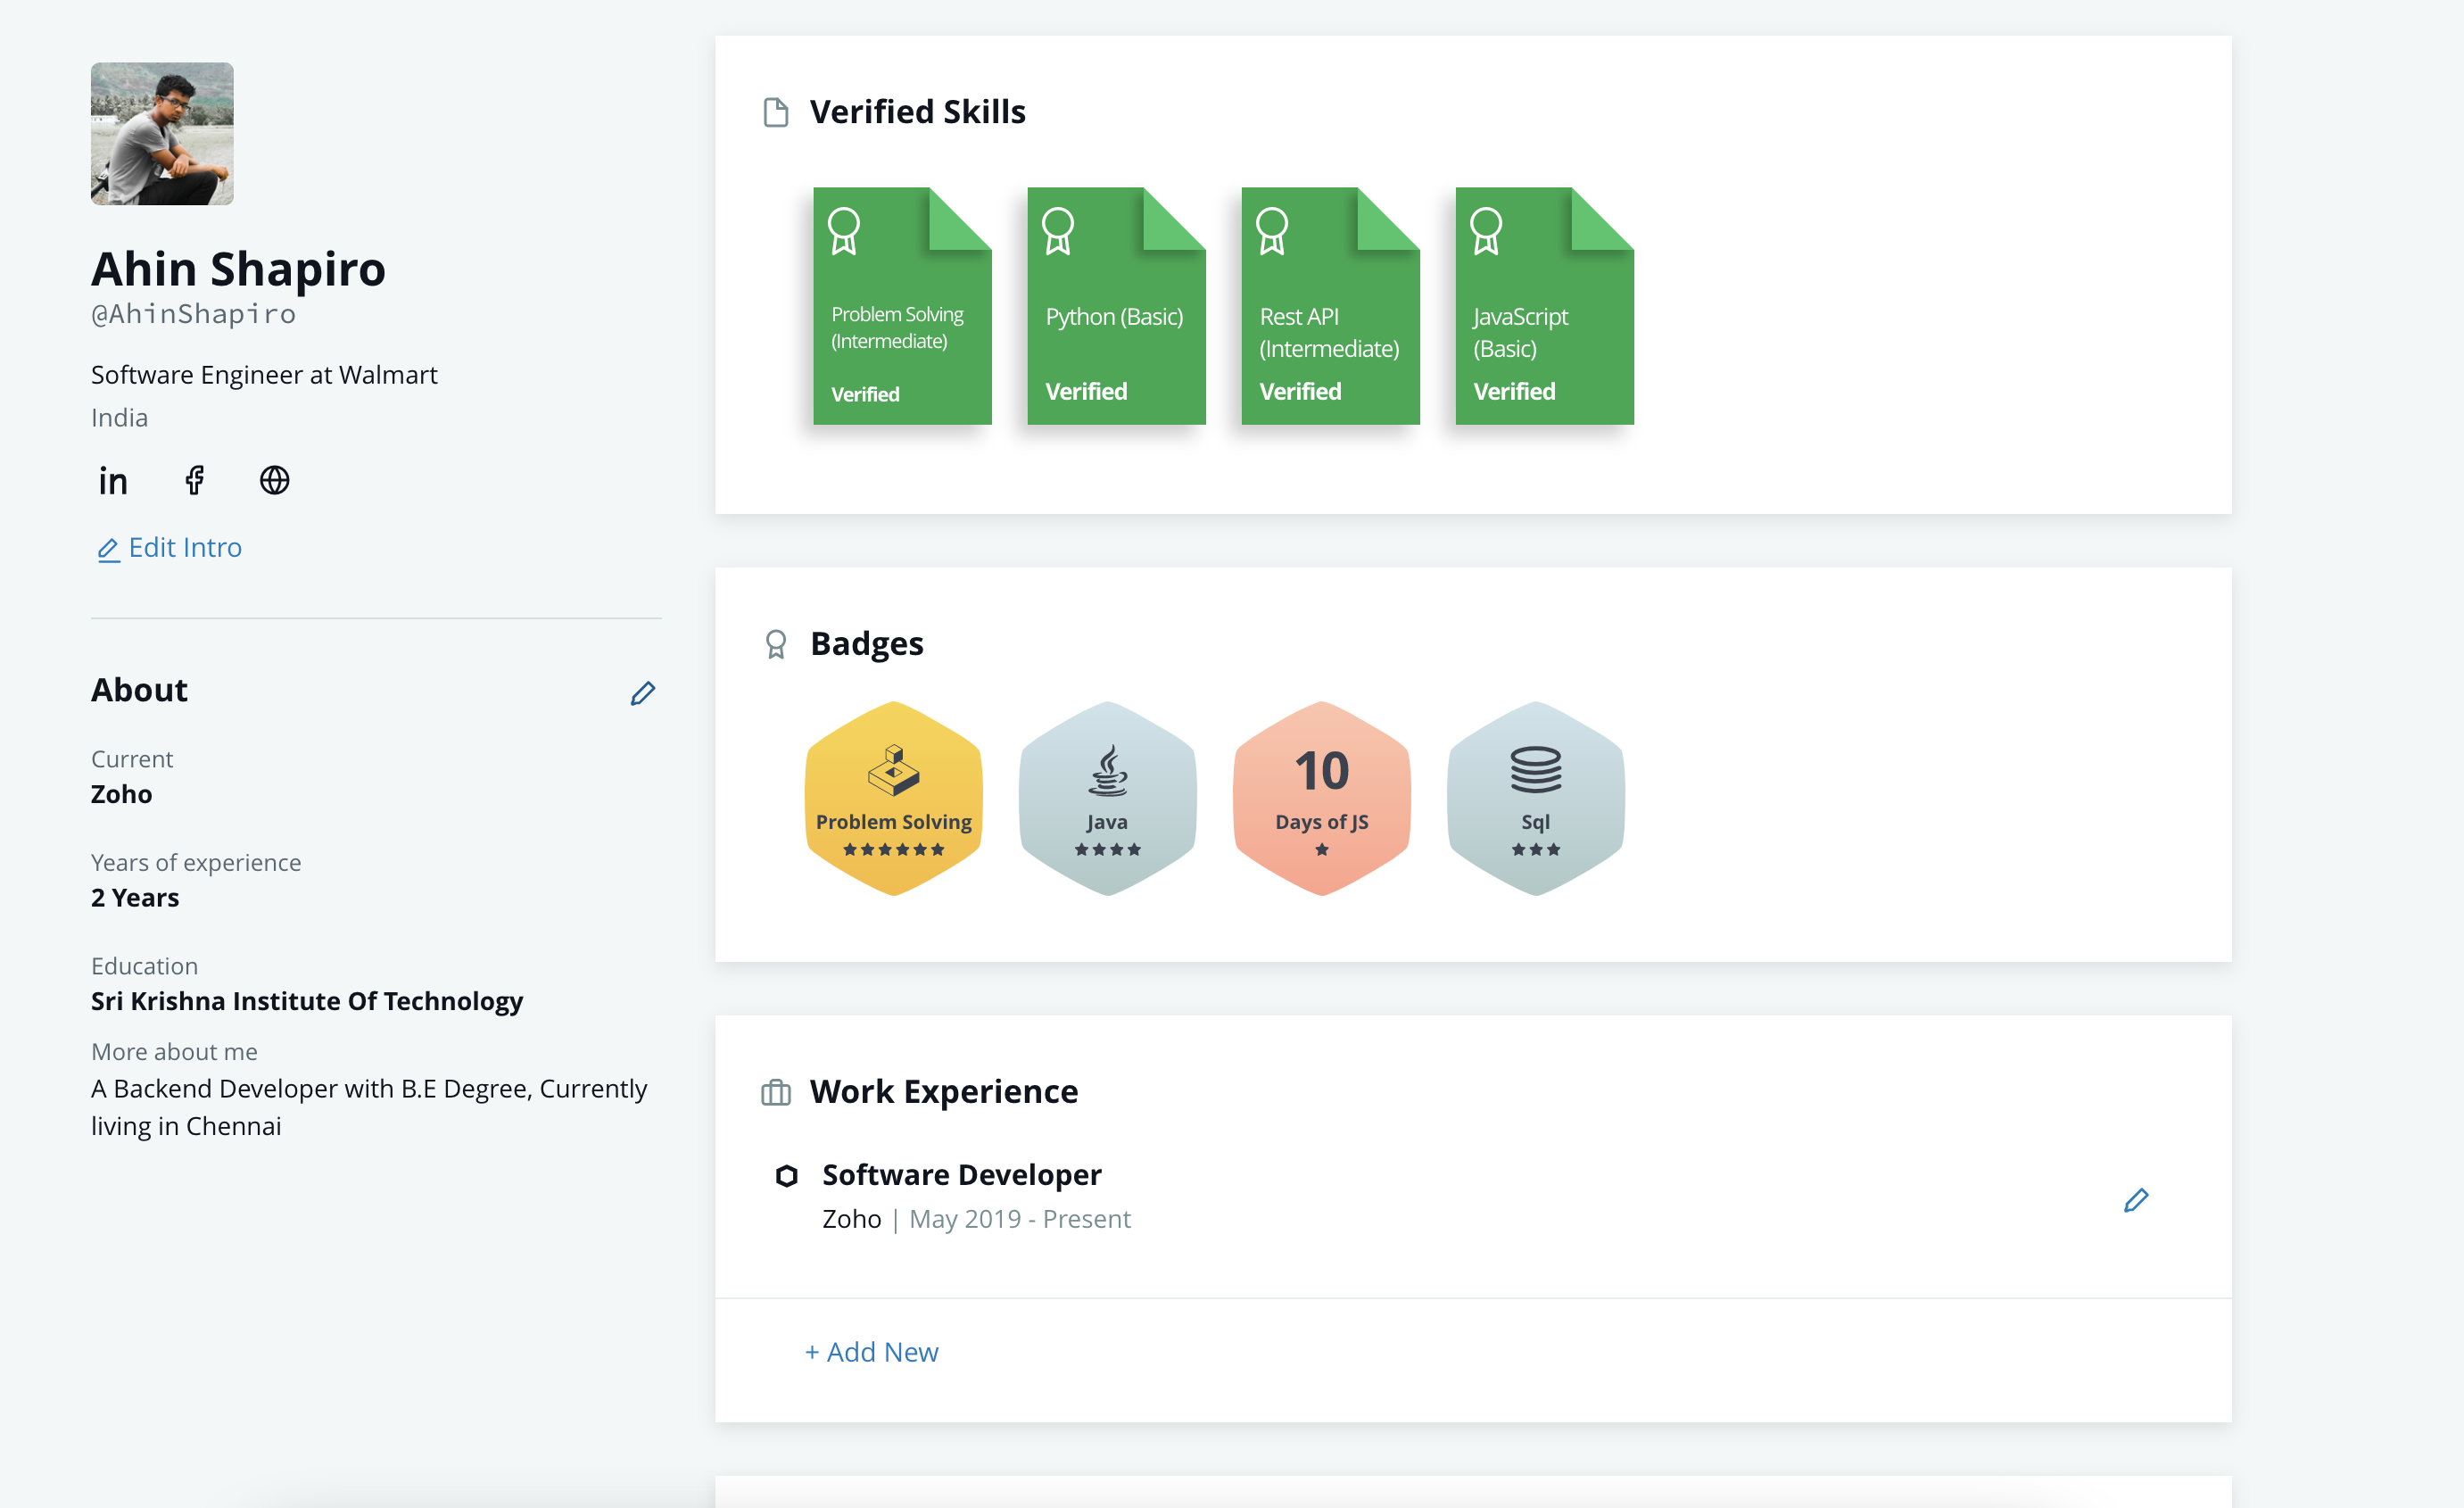 Ahin Shapiro
@AhinShapiro
Software Engineer at Walmart
India
in
Edit Intro
About
Current
Zoho
Years of experience
2 Years
Education
Sri Krishna Institute Of Technology
More about me
A Backend Developer with B.E Degree, Currently
living in Chennai
Verified Skills
Problem Solving
(Intermediate)
Verified
Python (Basic)
Verified
Rest API
(Intermediate)
Verified
JavaScript
(Basic)
Verified
Badges
Problem Solving
Java
10
Days of JS
Sql
Work Experience
Software Developer
Zoho | May 2019 - Present
+ Add New